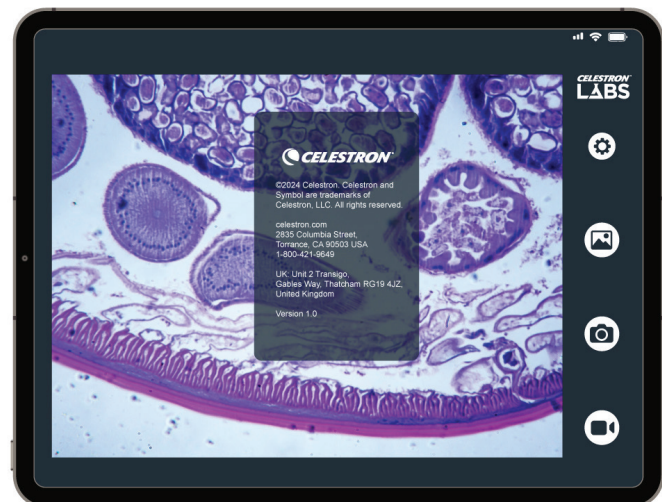 CELESTRON
LABS
CELESTRON
©2024 Celestron. Celestron and
Symbol are trademarks of
Celestron, LLC. All rights reserved.
celestron.com
2835 Columbia Street,
Torrance, CA 90503 USA
1-800-421-9649
UK: Unit 2 Transigo,
Gables Way, Thatcham RG19 4JZ,
United Kingdom
Version 1.0